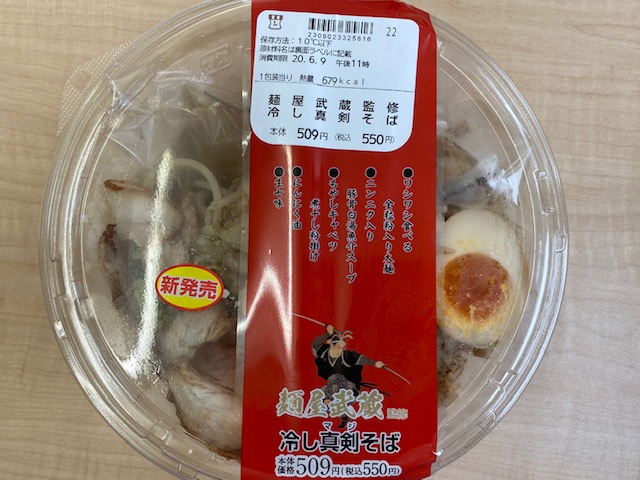 2309023325816
22
保存方法:10℃以下
原材料名は裏面ラベルに記載
消費期限 20.6.9 午後11時
1包装当り 熱量 679kcal
麺屋武蔵監修
冷し真剣そば
本体 509円(税込 550円)
●ワシワシ食べる
全粒粉入り太麺
●ニンニク入り
豚骨白湯魚介スープ
●もやしキャベツ
煮干し粉掛け
●にんにく油
●生七味
新発売
麺屋武蔵監修
マジ
冷し真剣そば
本体価格509円(税込550円)